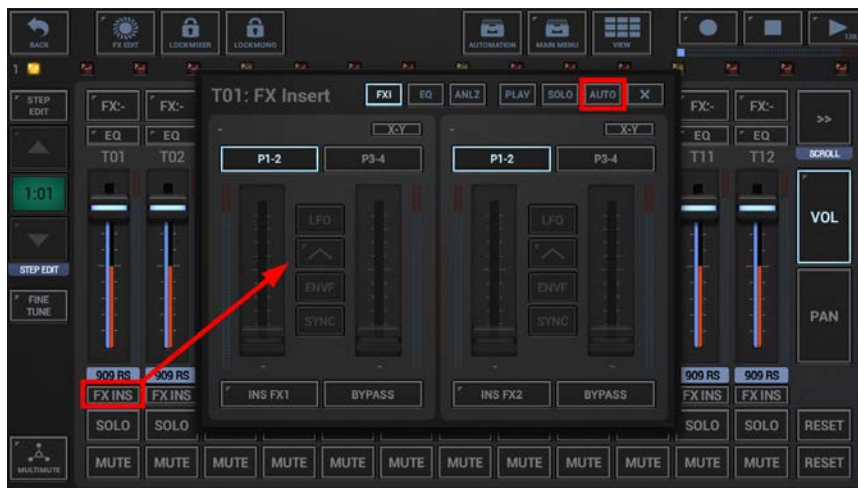 BACK
FX EDIT
LOCK MIXER
LOCK MONO
AUTOMATION
MAIN MENU
VIEW
128
1
STEP EDIT
FX:-
FX:-
T01: FX Insert
FXI
EQ
ANLZ
PLAY
SOLO
AUTO
X
FX:-
FX:-
>>
EQ
EQ
-
X-Y
-
X-Y
EQ
EQ
T01
T02
P1-2
P3-4
P1-2
P3-4
T11
T12
SCROLL
1:01
LFO
LFO
VOL
STEP EDIT
ENVF
ENVF
FINE TUNE
SYNC
SYNC
PAN
-
-
-
-
909 RS
909 RS
909 RS
909 RS
FX INS
FX INS
INS FX1
BYPASS
INS FX2
BYPASS
FX INS
FX INS
SOLO
SOLO
SOLO
SOLO
RESET
MULTIMUTE
MUTE
MUTE
MUTE
MUTE
MUTE
MUTE
MUTE
MUTE
MUTE
MUTE
MUTE
MUTE
RESET